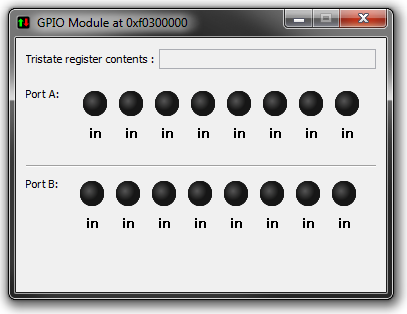 GPIO Module at 0xf0300000
Tristate register contents :
Port A:
in in in in in in in in
Port B:
in in in in in in in in